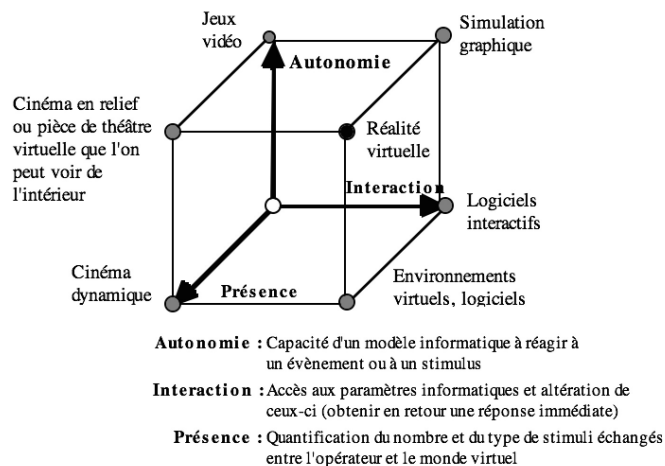 Jeux
vidéo
Simulation
graphique
Autonomie
Cinéma en relief
ou pièce de théâtre
virtuelle que l'on
peut voir de
l'intérieur
Réalité
virtuelle
Interaction
Logiciels
interactifs
Cinéma
dynamique
Présence
Environnements
virtuels, logiciels
Autonomie : Capacité d'un modèle informatique à réagir à
un évènement ou à un stimulus
Interaction : Accès aux paramètres informatiques et altération de
ceux-ci (obtenir en retour une réponse immédiate)
Présence : Quantification du nombre et du type de stimuli échangés
entre l'opérateur et le monde virtuel